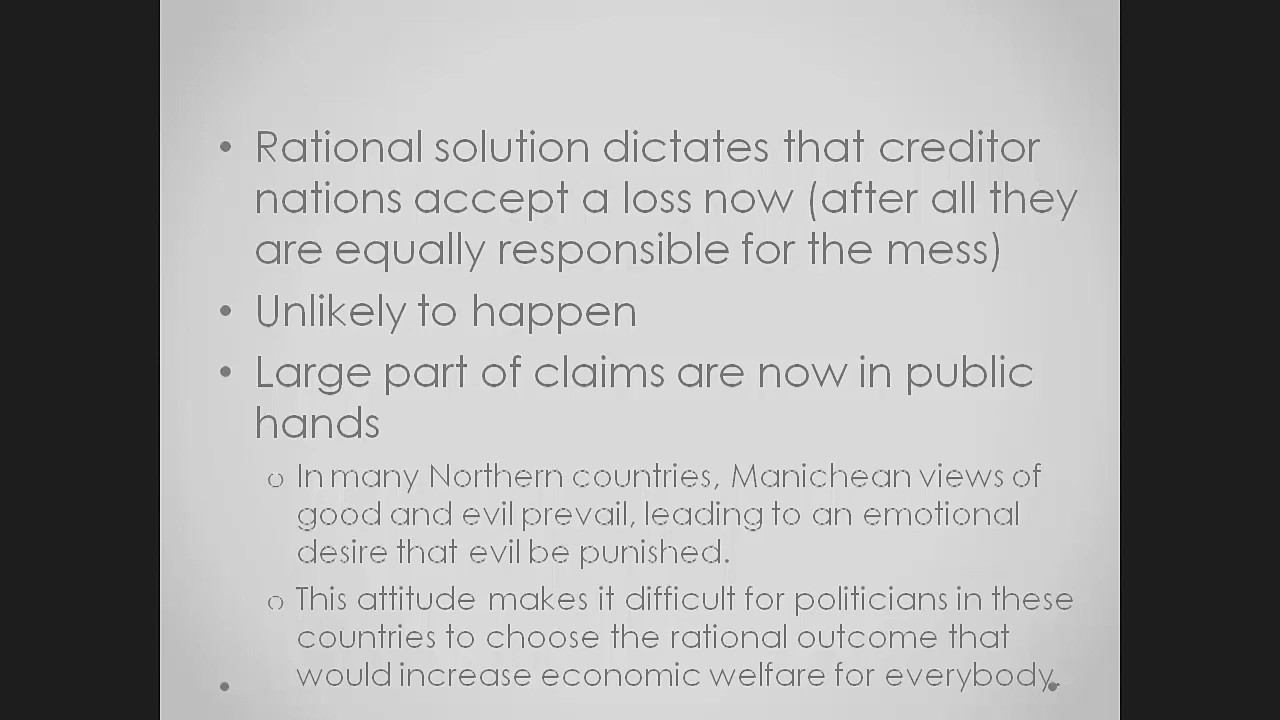 • Rational solution dictates that creditor
nations accept a loss now (after all they
are equally responsible for the mess)
• Unlikely to happen
• Large part of claims are now in public
hands
o In many Northern countries, Manichean views of
good and evil prevail, leading to an emotional
desire that evil be punished.
o This attitude makes it difficult for politicians in these
countries to choose the rational outcome that
would increase economic welfare for everybody.